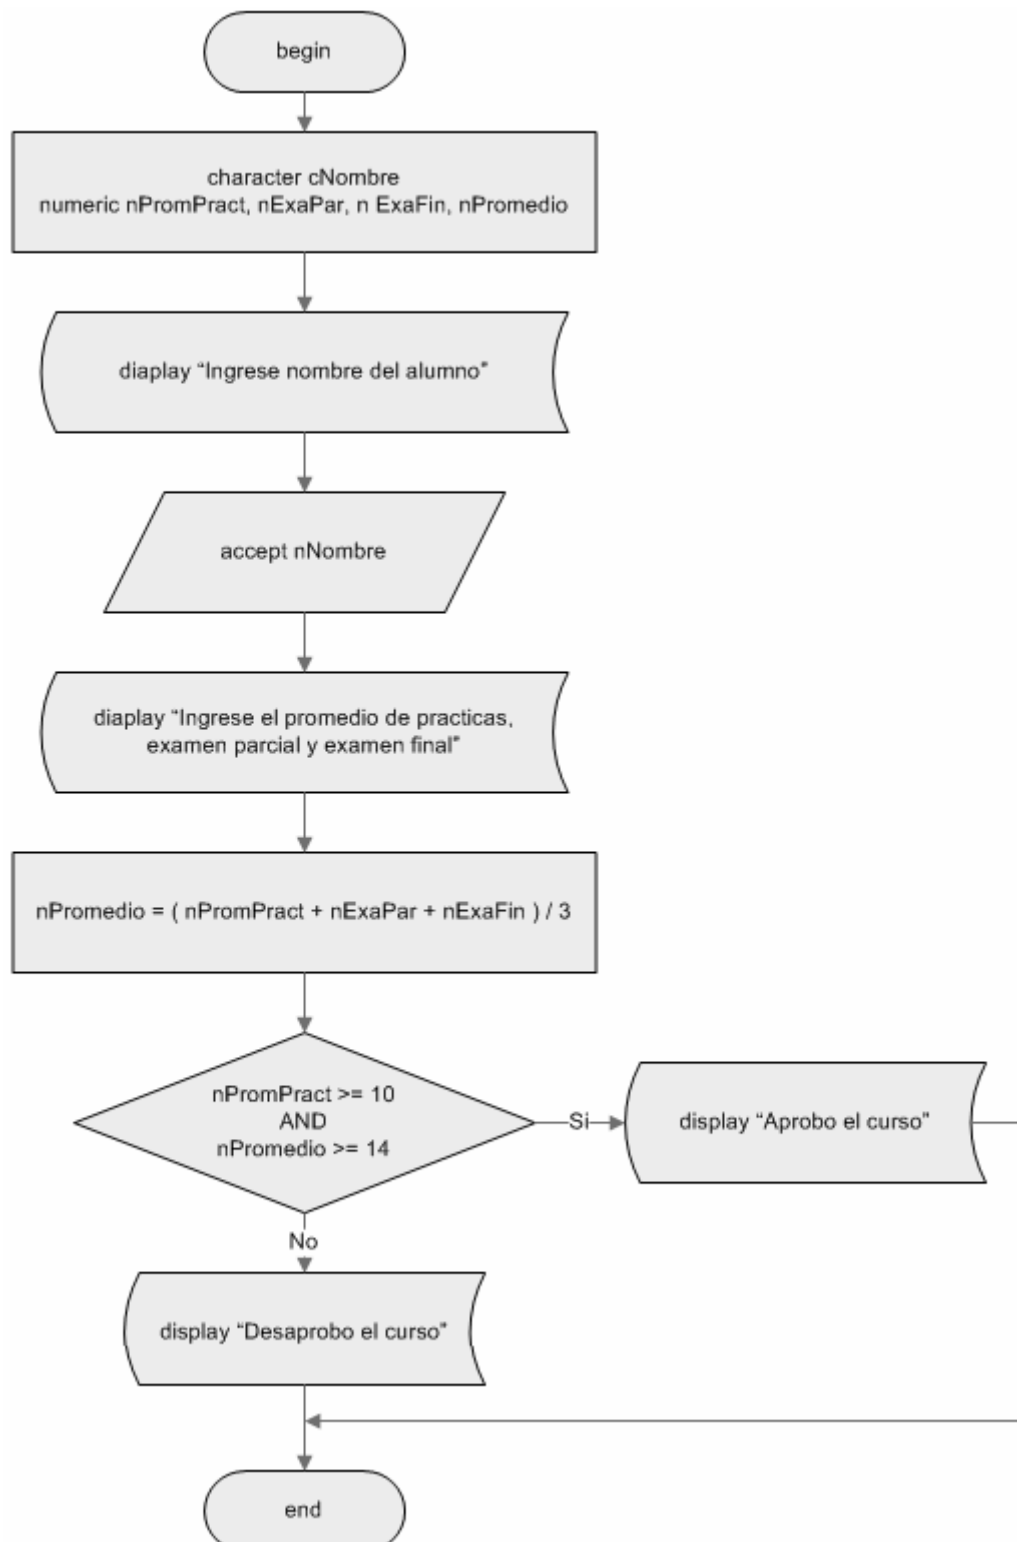 begin
character cNombre
numeric nPromPract, nExaPar, n ExaFin, nPromedio
diaplay “Ingrese nombre del alumno”
accept nNombre
diaplay “Ingrese el promedio de practicas,
examen parcial y examen final”
nPromedio = ( nPromPract + nExaPar + nExaFin ) / 3
nPromPract >= 10
AND
nPromedio >= 14
Si
display “Aprobo el curso”
No
display “Desaprobo el curso”
end